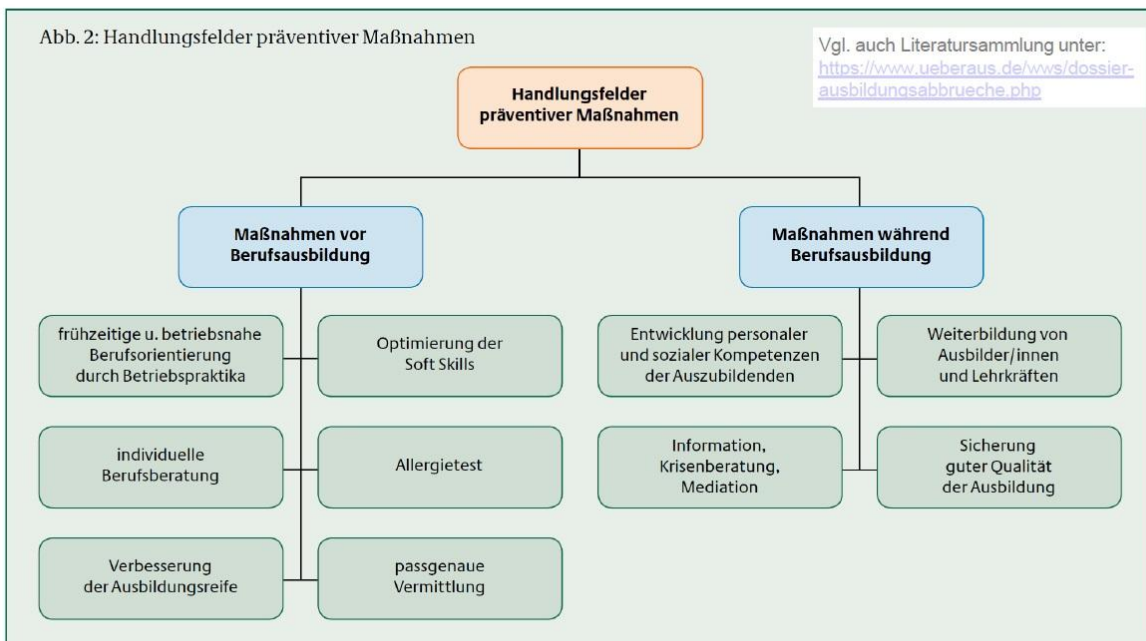 Abb. 2: Handlungsfelder präventiver Maßnahmen
Vgl. auch Literatursammlung unter:
https://www.ueberaus.de/wws/dossier-
ausbildungsabbrueche.php
Handlungsfelder
präventiver Maßnahmen
Maßnahmen vor
Berufsausbildung
Maßnahmen während
Berufsausbildung
frühzeitige u. betriebsnahe
Berufsorientierung
durch Betriebspraktika
Optimierung der
Soft Skills
Entwicklung personaler
und sozialer Kompetenzen
der Auszubildenden
Weiterbildung von
Ausbilder/innen
und Lehrkräften
individuelle
Berufsberatung
Allergietest
Information,
Krisenberatung,
Mediation
Sicherung
guter Qualität
der Ausbildung
Verbesserung
der Ausbildungsreife
passgenaue
Vermittlung